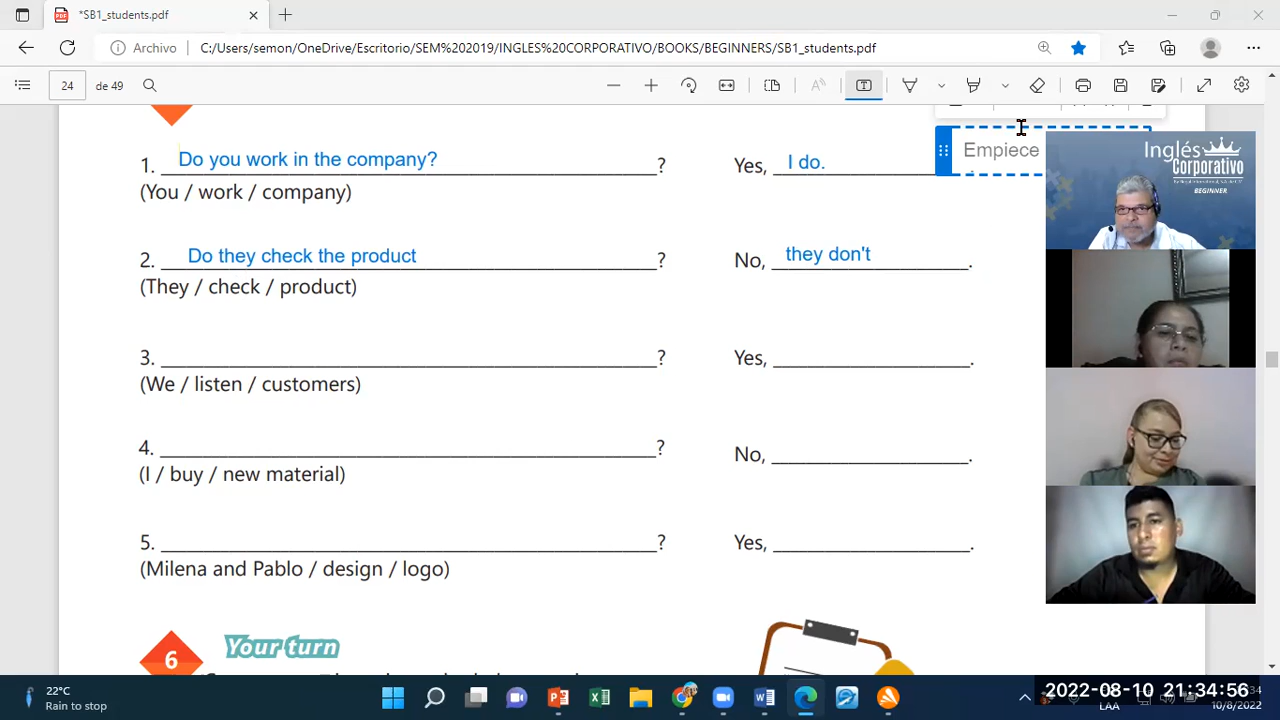 *SB1_students.pdf
Archivo
C:/Users/semon/OneDrive/Escritorio/SEM%202019/INGLES%20CORPORATIVO/BOOKS/BEGINNERS/SB1_students.pdf
24 de 49
1. Do you work in the company? ? Yes, I do.
(You / work / company)
Empiece
Inglés
Corporativo
BEGINNER
2. Do they check the product ? No, they don't .
(They / check / product)
3. ? Yes, .
(We / listen / customers)
4. ? No, .
(I / buy / new material)
5. ? Yes, .
(Milena and Pablo / design / logo)
6 Your turn
22°C
Rain to stop
LAA
2022-08-10 21:34:56
10/8/2022